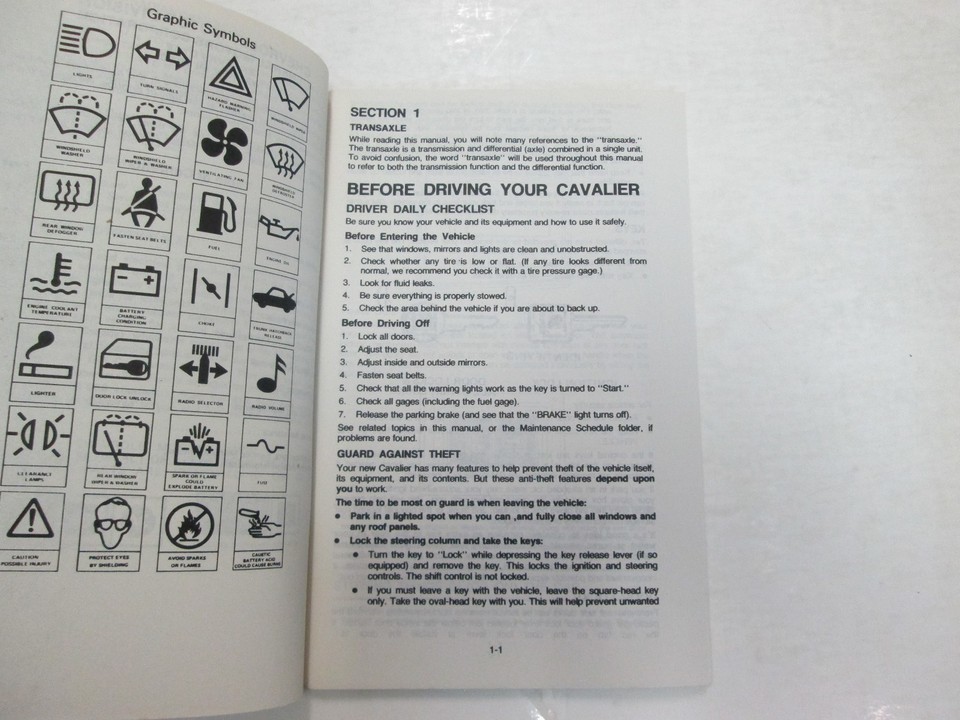 Graphic Symbols
LIGHTS
TURN SIGNALS
HAZARD WARNING
FLASHER
WINDSHIELD WIPER
WINDSHIELD
WASHER
WINDSHIELD
WIPER & WASHER
VENTILATING FAN
WINDSHIELD
DEFROSTER
REAR WINDOW
DEFOGGER
FASTEN SEAT BELTS
FUEL
ENGINE OIL
ENGINE COOLANT
TEMPERATURE
BATTERY
CHARGING
CONDITION
CHOKE
TRUNK HATCHBACK
RELEASE
LIGHTER
DOOR LOCK UNLOCK
RADIO SELECTOR
RADIO VOLUME
CLEARANCE
LAMPS
REAR WINDOW
WIPER & WASHER
SPARK OR FLAME
COULD
EXPLODE BATTERY
FUSE
CAUTION
POSSIBLE INJURY
PROTECT EYES
BY SHIELDING
AVOID SPARKS
OR FLAMES
CAUSTIC
BATTERY ACID
COULD CAUSE BURNS
SECTION 1
TRANSAXLE
While reading this manual, you will note many references to the "transaxle."
The transaxle is a transmission and differential (axle) combined in a single unit.
To avoid confusion, the word "transaxle" will be used throughout this manual
to refer to both the transmission function and the differential function.
BEFORE DRIVING YOUR CAVALIER
DRIVER DAILY CHECKLIST
Be sure you know your vehicle and its equipment and how to use it safely.
Before Entering the Vehicle
1. See that windows, mirrors and lights are clean and unobstructed.
2. Check whether any tire is low or flat. (If any tire looks different from
normal, we recommend you check it with a tire pressure gage.)
3. Look for fluid leaks.
4. Be sure everything is properly stowed.
5. Check the area behind the vehicle if you are about to back up.
Before Driving Off
1. Lock all doors.
2. Adjust the seat.
3. Adjust inside and outside mirrors.
4. Fasten seat belts.
5. Check that all the warning lights work as the key is turned to "Start."
6. Check all gages (including the fuel gage).
7. Release the parking brake (and see that the "BRAKE" light turns off).
See related topics in this manual, or the Maintenance Schedule folder, if
problems are found.
GUARD AGAINST THEFT
Your new Cavalier has many features to help prevent theft of the vehicle itself,
its equipment, and its contents. But these anti-theft features depend upon
you to work.
The time to be most on guard is when leaving the vehicle:
● Park in a lighted spot when you can ,and fully close all windows and
any roof panels.
● Lock the steering column and take the keys:
● Turn the key to "Lock" while depressing the key release lever (if so
equipped) and remove the key. This locks the ignition and steering
controls. The shift control is not locked.
● If you must leave a key with the vehicle, leave the square-head key
only. Take the oval-head key with you. This will help prevent unwanted
1-1